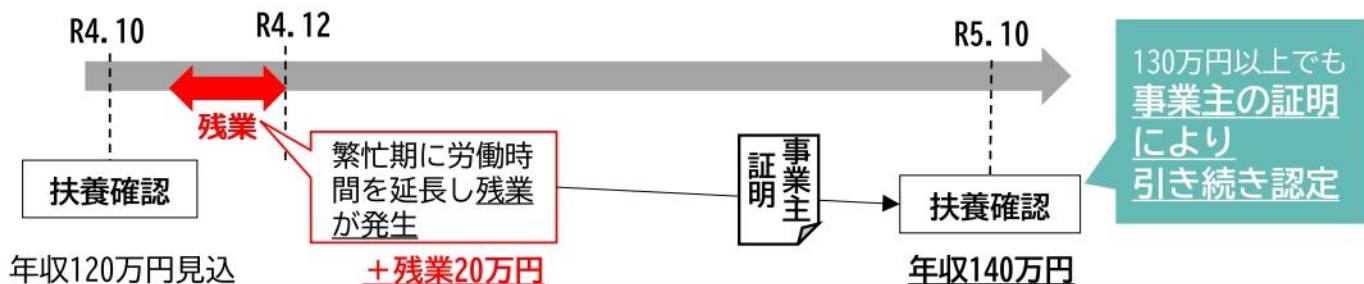 R4.10
R4.12
R5.10
残業
扶養確認
年収120万円見込
繁忙期に労働時
間を延長し残業
が発生
＋残業20万円
事業主
証明
扶養確認
年収140万円
130万円以上でも
事業主の証明
により
引き続き認定